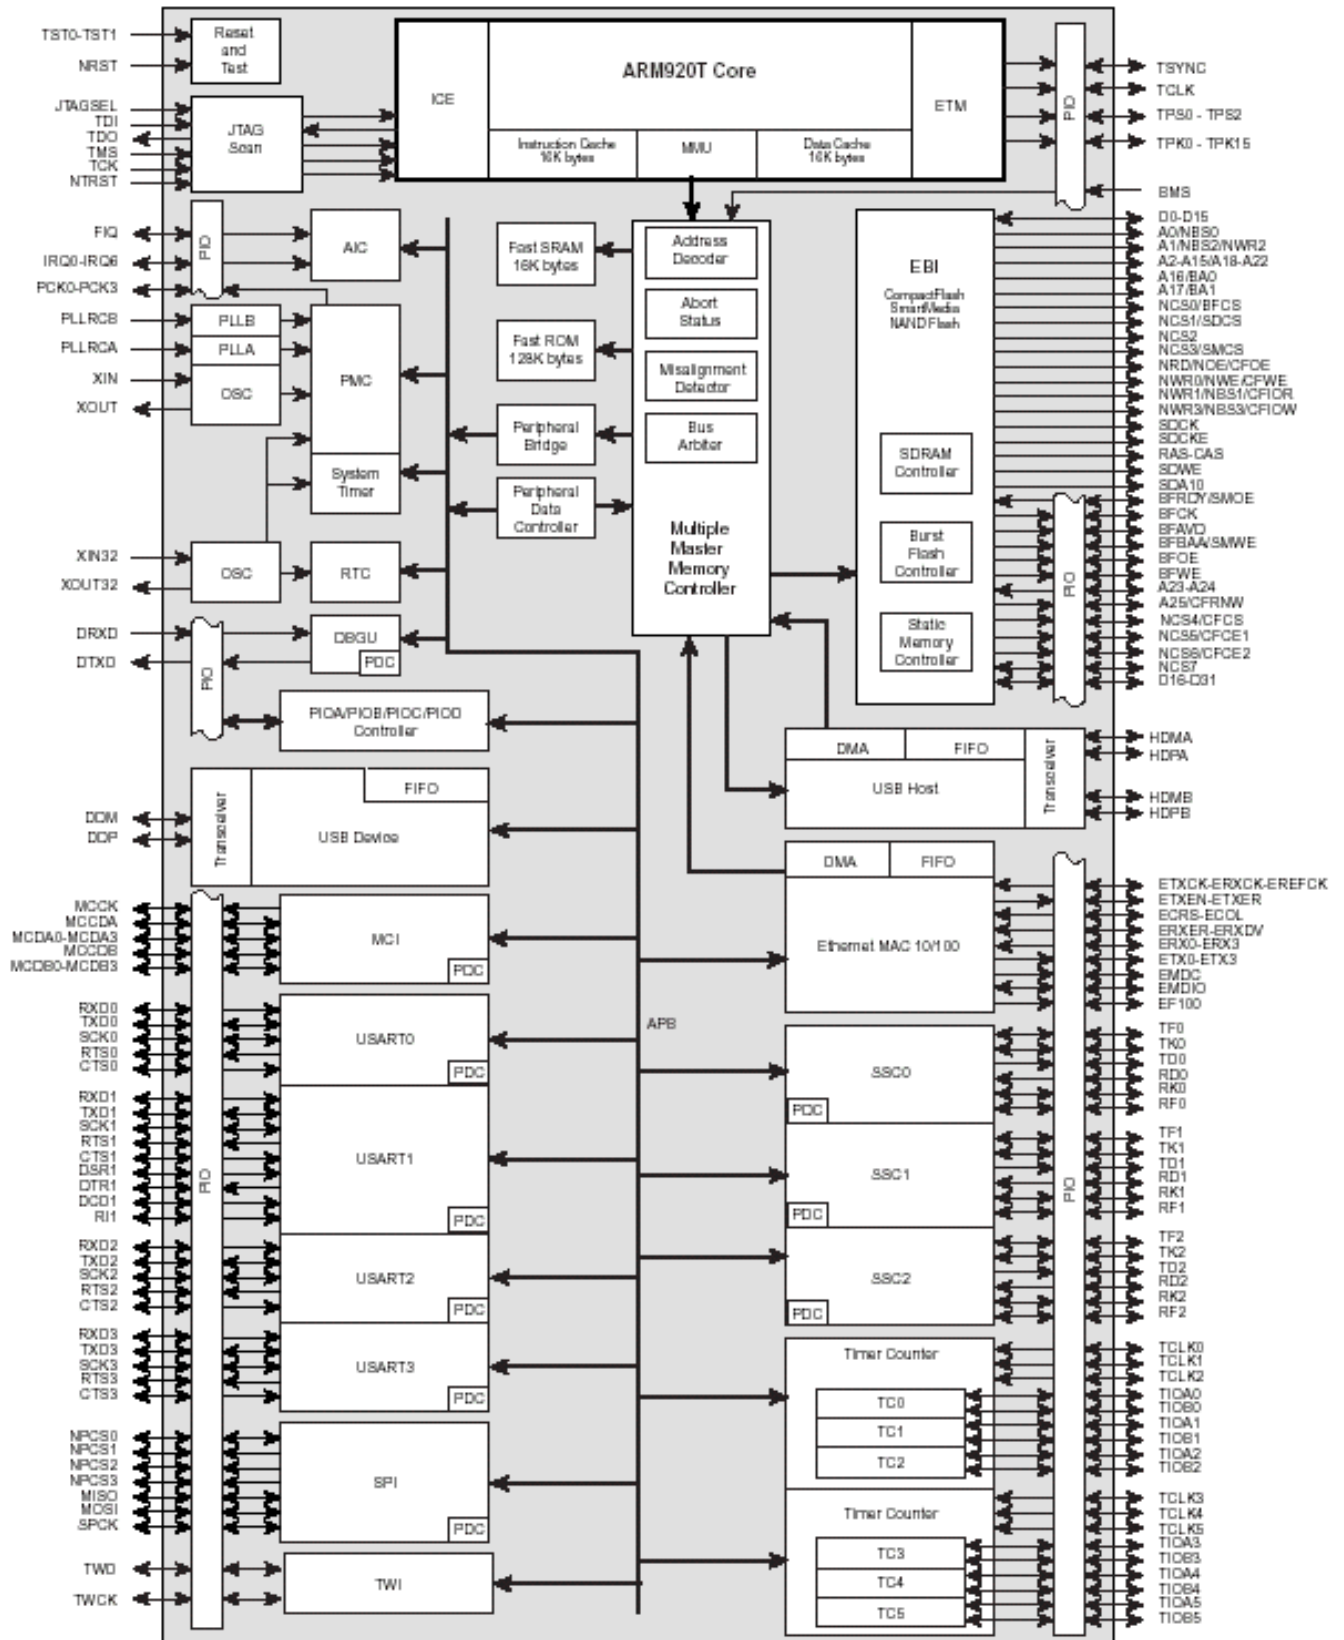 TST0-TST1
NRST
Reset
and
Test
JTAGSEL
TDI
TDO
TMS
TCK
NTRST
JTAG
Scan
ICE
ARM920T Core
Instruction Cache
16K bytes
MMU
Data Cache
16K bytes
ETM
PIO
TSYNC
TCLK
TPS0 - TPS2
TPK0 - TPK15
BMS
FIQ
IRQ0-IRQ6
PCK0-PCK3
PIO
AIC
PLLRCB
PLLRCA
XIN
XOUT
PLLB
PLLA
OSC
PMC
System
Timer
XIN32
XOUT32
OSC
RTC
DRXD
DTXD
PIO
DBGU
PDC
PIOA/PIOB/PIOC/PIOD
Controller
Fast SRAM
16K bytes
Fast ROM
128K bytes
Peripheral
Bridge
Peripheral
Data
Controller
Address
Decoder
Abort
Status
Misalignment
Detector
Bus
Arbiter
Multiple
Master
Memory
Controller
EBI
CompactFlash
SmartMedia
NAND Flash
SDRAM
Controller
Burst
Flash
Controller
Static
Memory
Controller
PIO
D0-D15
A0/NBS0
A1/NBS2/NWR2
A2-A15/A18-A22
A16/BA0
A17/BA1
NCS0/BFCS
NCS1/SDCS
NCS2
NCS3/SMCS
NRD/NOE/CFOE
NWR0/NWE/CFWE
NWR1/NBS1/CFIOR
NWR3/NBS3/CFIOW
SDCK
SDCKE
RAS-CAS
SDWE
SDA10
BFRDY/SMOE
BFCK
BFAVD
BFBAA/SMWE
BFOE
BFWE
A23-A24
A25/CFRNW
NCS4/CFCS
NCS5/CFCE1
NCS6/CFCE2
NCS7
D16-D31
DDM
DDP
Transceiver
FIFO
USB Device
DMA
FIFO
USB Host
Transceiver
HDMA
HDPA
HDMB
HDPB
MCCK
MCCDA
MCDA0-MCDA3
MCCDB
MCDB0-MCDB3
MCI
PDC
DMA
FIFO
Ethernet MAC 10/100
ETXCK-ERXCK-EREFCK
ETXEN-ETXER
ECRS-ECOL
ERXER-ERXDV
ERX0-ERX3
ETX0-ETX3
EMDC
EMDIO
EF100
RXD0
TXD0
SCK0
RTS0
CTS0
USART0
PDC
APB
RXD1
TXD1
SCK1
RTS1
CTS1
DSR1
DTR1
DCD1
RI1
PIO
USART1
PDC
RXD2
TXD2
SCK2
RTS2
CTS2
USART2
PDC
RXD3
TXD3
SCK3
RTS3
CTS3
USART3
PDC
NPCS0
NPCS1
NPCS2
NPCS3
MISO
MOSI
SPCK
SPI
PDC
TWD
TWCK
TWI
SSC0
PDC
TF0
TK0
TD0
RD0
RK0
RF0
SSC1
PDC
PIO
TF1
TK1
TD1
RD1
RK1
RF1
SSC2
PDC
TF2
TK2
TD2
RD2
RK2
RF2
Timer Counter
TC0
TC1
TC2
TCLK0
TCLK1
TCLK2
TIOA0
TIOB0
TIOA1
TIOB1
TIOA2
TIOB2
Timer Counter
TC3
TC4
TC5
TCLK3
TCLK4
TCLK5
TIOA3
TIOB3
TIOA4
TIOB4
TIOA5
TIOB5